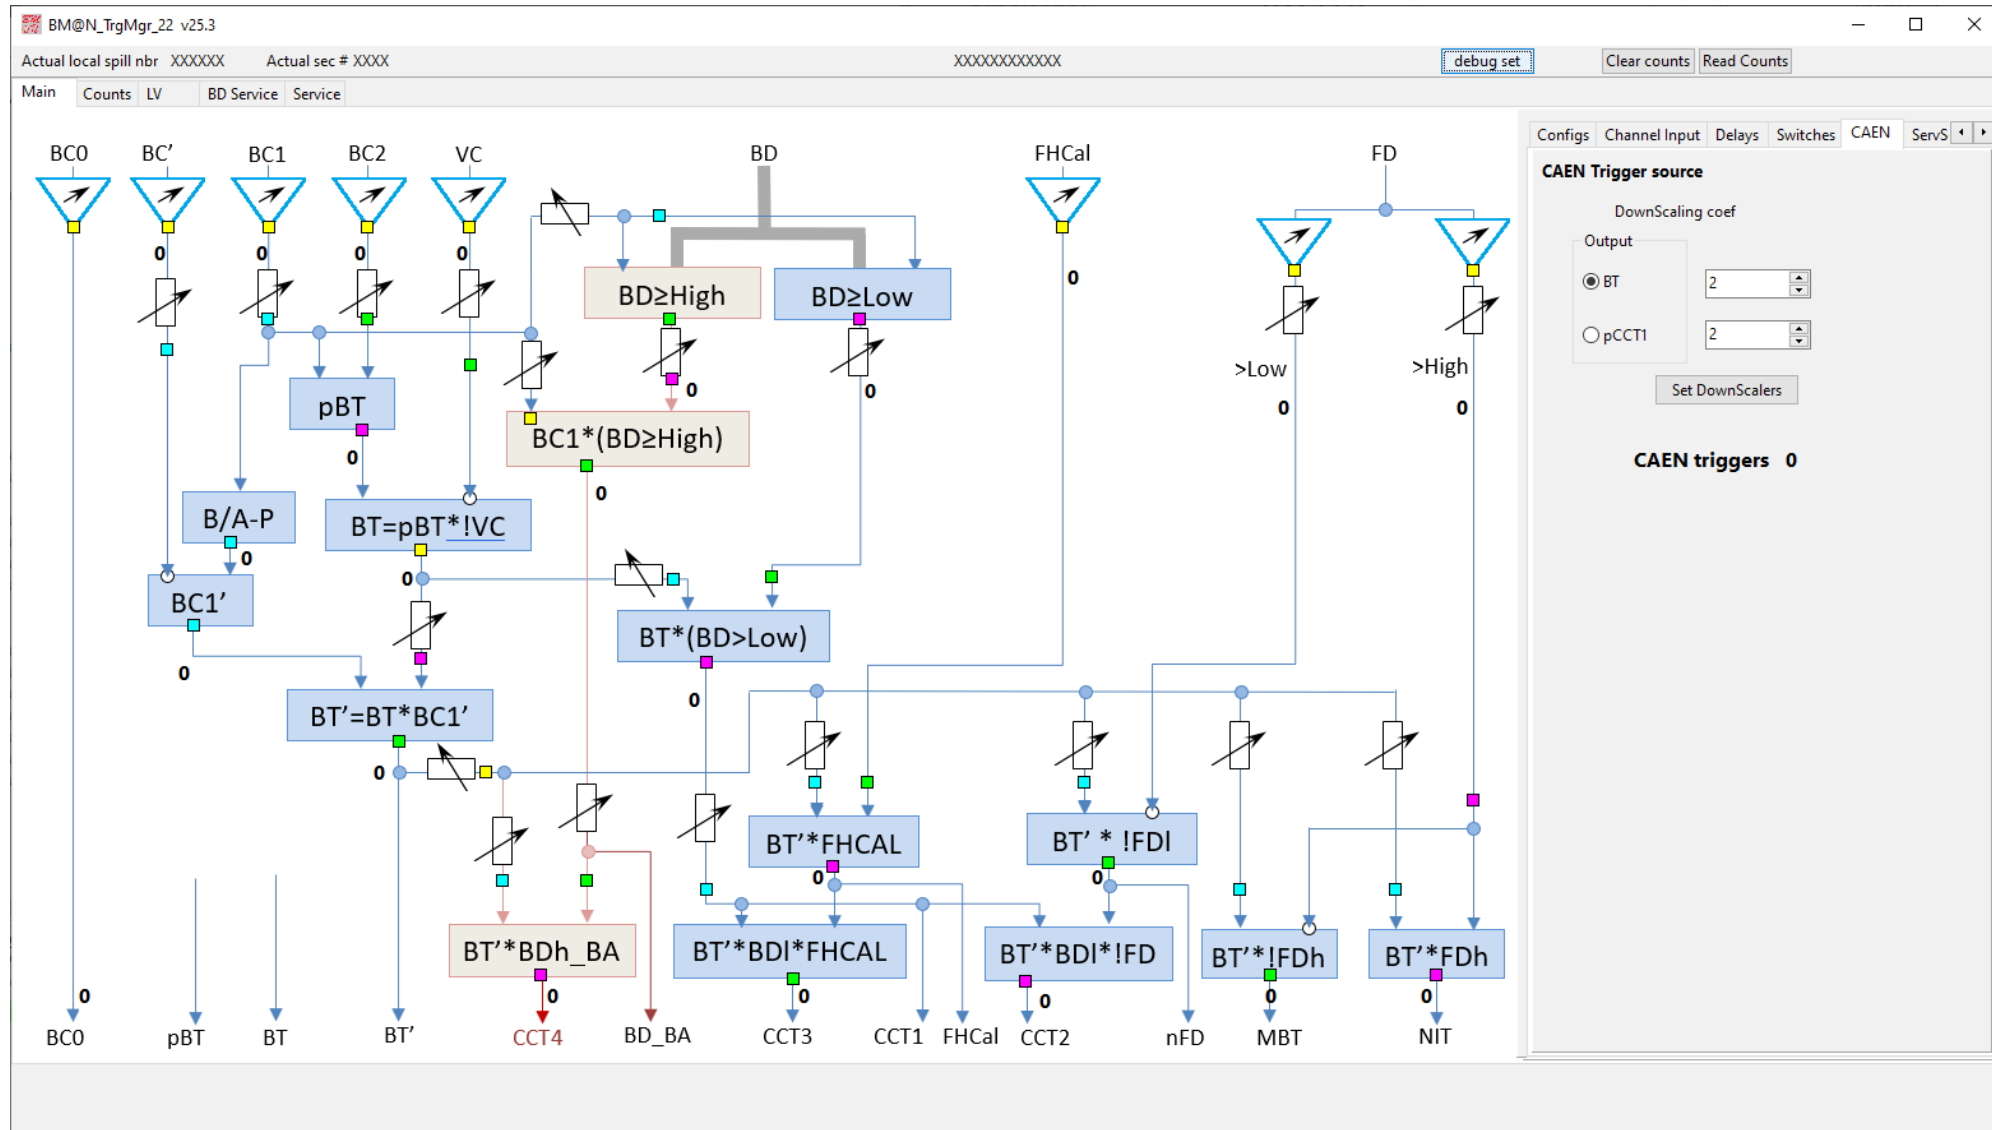 BM@N_TrgMgr_22 v25.3
Actual local spill nbr XXXXXX Actual sec # XXXX XXXXXXXXXXXX debug set Clear counts Read Counts
Main Counts LV BD Service Service
Configs Channel Input Delays Switches CAEN ServS
BC0 BC’ BC1 BC2 VC BD FHCal FD
CAEN Trigger source
DownScaling coef
Output
BT 2
pCCT1 2
Set DownScalers
CAEN triggers 0
0 0 0 0
0
BD≥High BD≥Low
>Low >High
0 0
0 0
pBT
BC1*(BD≥High)
0
0
B/A-P BT=pBT*!VC
0
0
BC1’
BT*(BD>Low)
0
0
BT’=BT*BC1’
0
BT’*FHCAL BT’ * !FDl
0 0
BT’*BDh_BA BT’*BDl*FHCAL BT’*BDl*!FD BT’*!FDh BT’*FDh
0 0 0 0 0 0
BC0 pBT BT BT’ CCT4 BD_BA CCT3 CCT1 FHCal CCT2 nFD MBT NIT